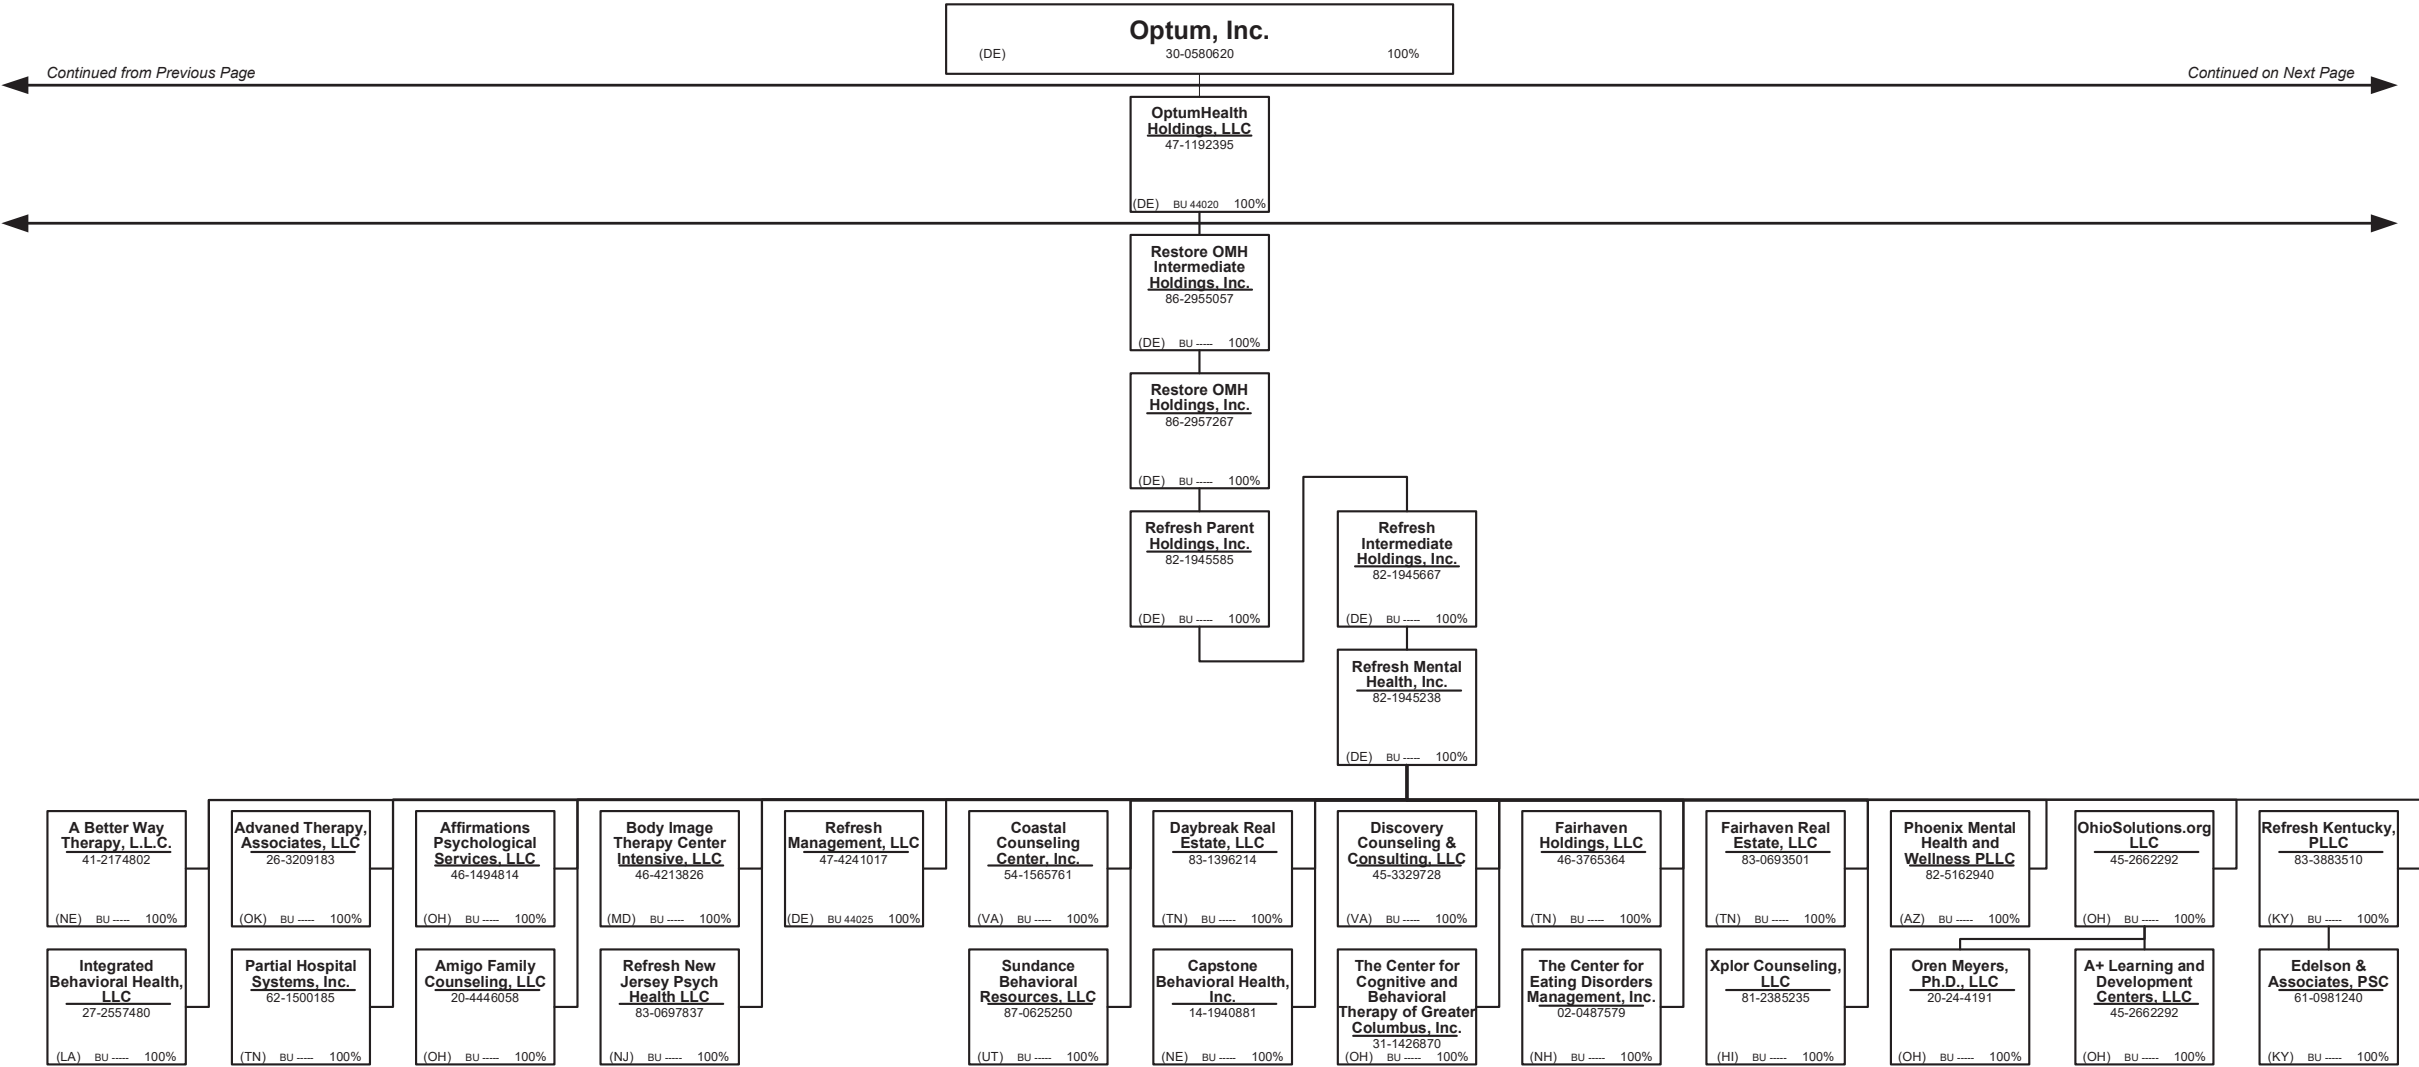 Optum, Inc.
(DE) 30-0580620 100%
Continued from Previous Page
Continued on Next Page
OptumHealth
Holdings, LLC
47-1192395
(DE) BU 44020 100%
Restore OMH
Intermediate
Holdings, Inc.
86-2955057
(DE) BU ----- 100%
Restore OMH
Holdings, Inc.
86-2957267
(DE) BU ----- 100%
Refresh Parent
Holdings, Inc.
82-1945585
(DE) BU ----- 100%
Refresh
Intermediate
Holdings, Inc.
82-1945667
(DE) BU ----- 100%
Refresh Mental
Health, Inc.
82-1945238
(DE) BU ----- 100%
A Better Way
Therapy, L.L.C.
41-2174802
(NE) BU ----- 100%
Advaned Therapy,
Associates, LLC
26-3209183
(OK) BU ----- 100%
Affirmations
Psychological
Services, LLC
46-1494814
(OH) BU ----- 100%
Body Image
Therapy Center
Intensive, LLC
46-4213826
(MD) BU ----- 100%
Refresh
Management, LLC
47-4241017
(DE) BU 44025 100%
Coastal
Counseling
Center, Inc.
54-1565761
(VA) BU ----- 100%
Daybreak Real
Estate, LLC
83-1396214
(TN) BU ----- 100%
Discovery
Counseling &
Consulting, LLC
45-3329728
(VA) BU ----- 100%
Fairhaven
Holdings, LLC
46-3765364
(TN) BU ----- 100%
Fairhaven Real
Estate, LLC
83-0693501
(TN) BU ----- 100%
Phoenix Mental
Health and
Wellness PLLC
82-5162940
(AZ) BU ----- 100%
OhioSolutions.org
LLC
45-2662292
(OH) BU ----- 100%
Refresh Kentucky,
PLLC
83-3883510
(KY) BU ----- 100%
Integrated
Behavioral Health,
LLC
27-2557480
(LA) BU ----- 100%
Partial Hospital
Systems, Inc.
62-1500185
(TN) BU ----- 100%
Amigo Family
Counseling, LLC
20-4446058
(OH) BU ----- 100%
Refresh New
Jersey Psych
Health LLC
83-0697837
(NJ) BU ----- 100%
Sundance
Behavioral
Resources, LLC
87-0625250
(UT) BU ----- 100%
Capstone
Behavioral Health,
Inc.
14-1940881
(NE) BU ----- 100%
The Center for
Cognitive and
Behavioral
Therapy of Greater
Columbus, Inc.
31-1426870
(OH) BU ----- 100%
The Center for
Eating Disorders
Management, Inc.
02-0487579
(NH) BU ----- 100%
Xplor Counseling,
LLC
81-2385235
(HI) BU ----- 100%
Oren Meyers,
Ph.D., LLC
20-24-4191
(OH) BU ----- 100%
A+ Learning and
Development
Centers, LLC
45-2662292
(OH) BU ----- 100%
Edelson &
Associates, PSC
61-0981240
(KY) BU ----- 100%